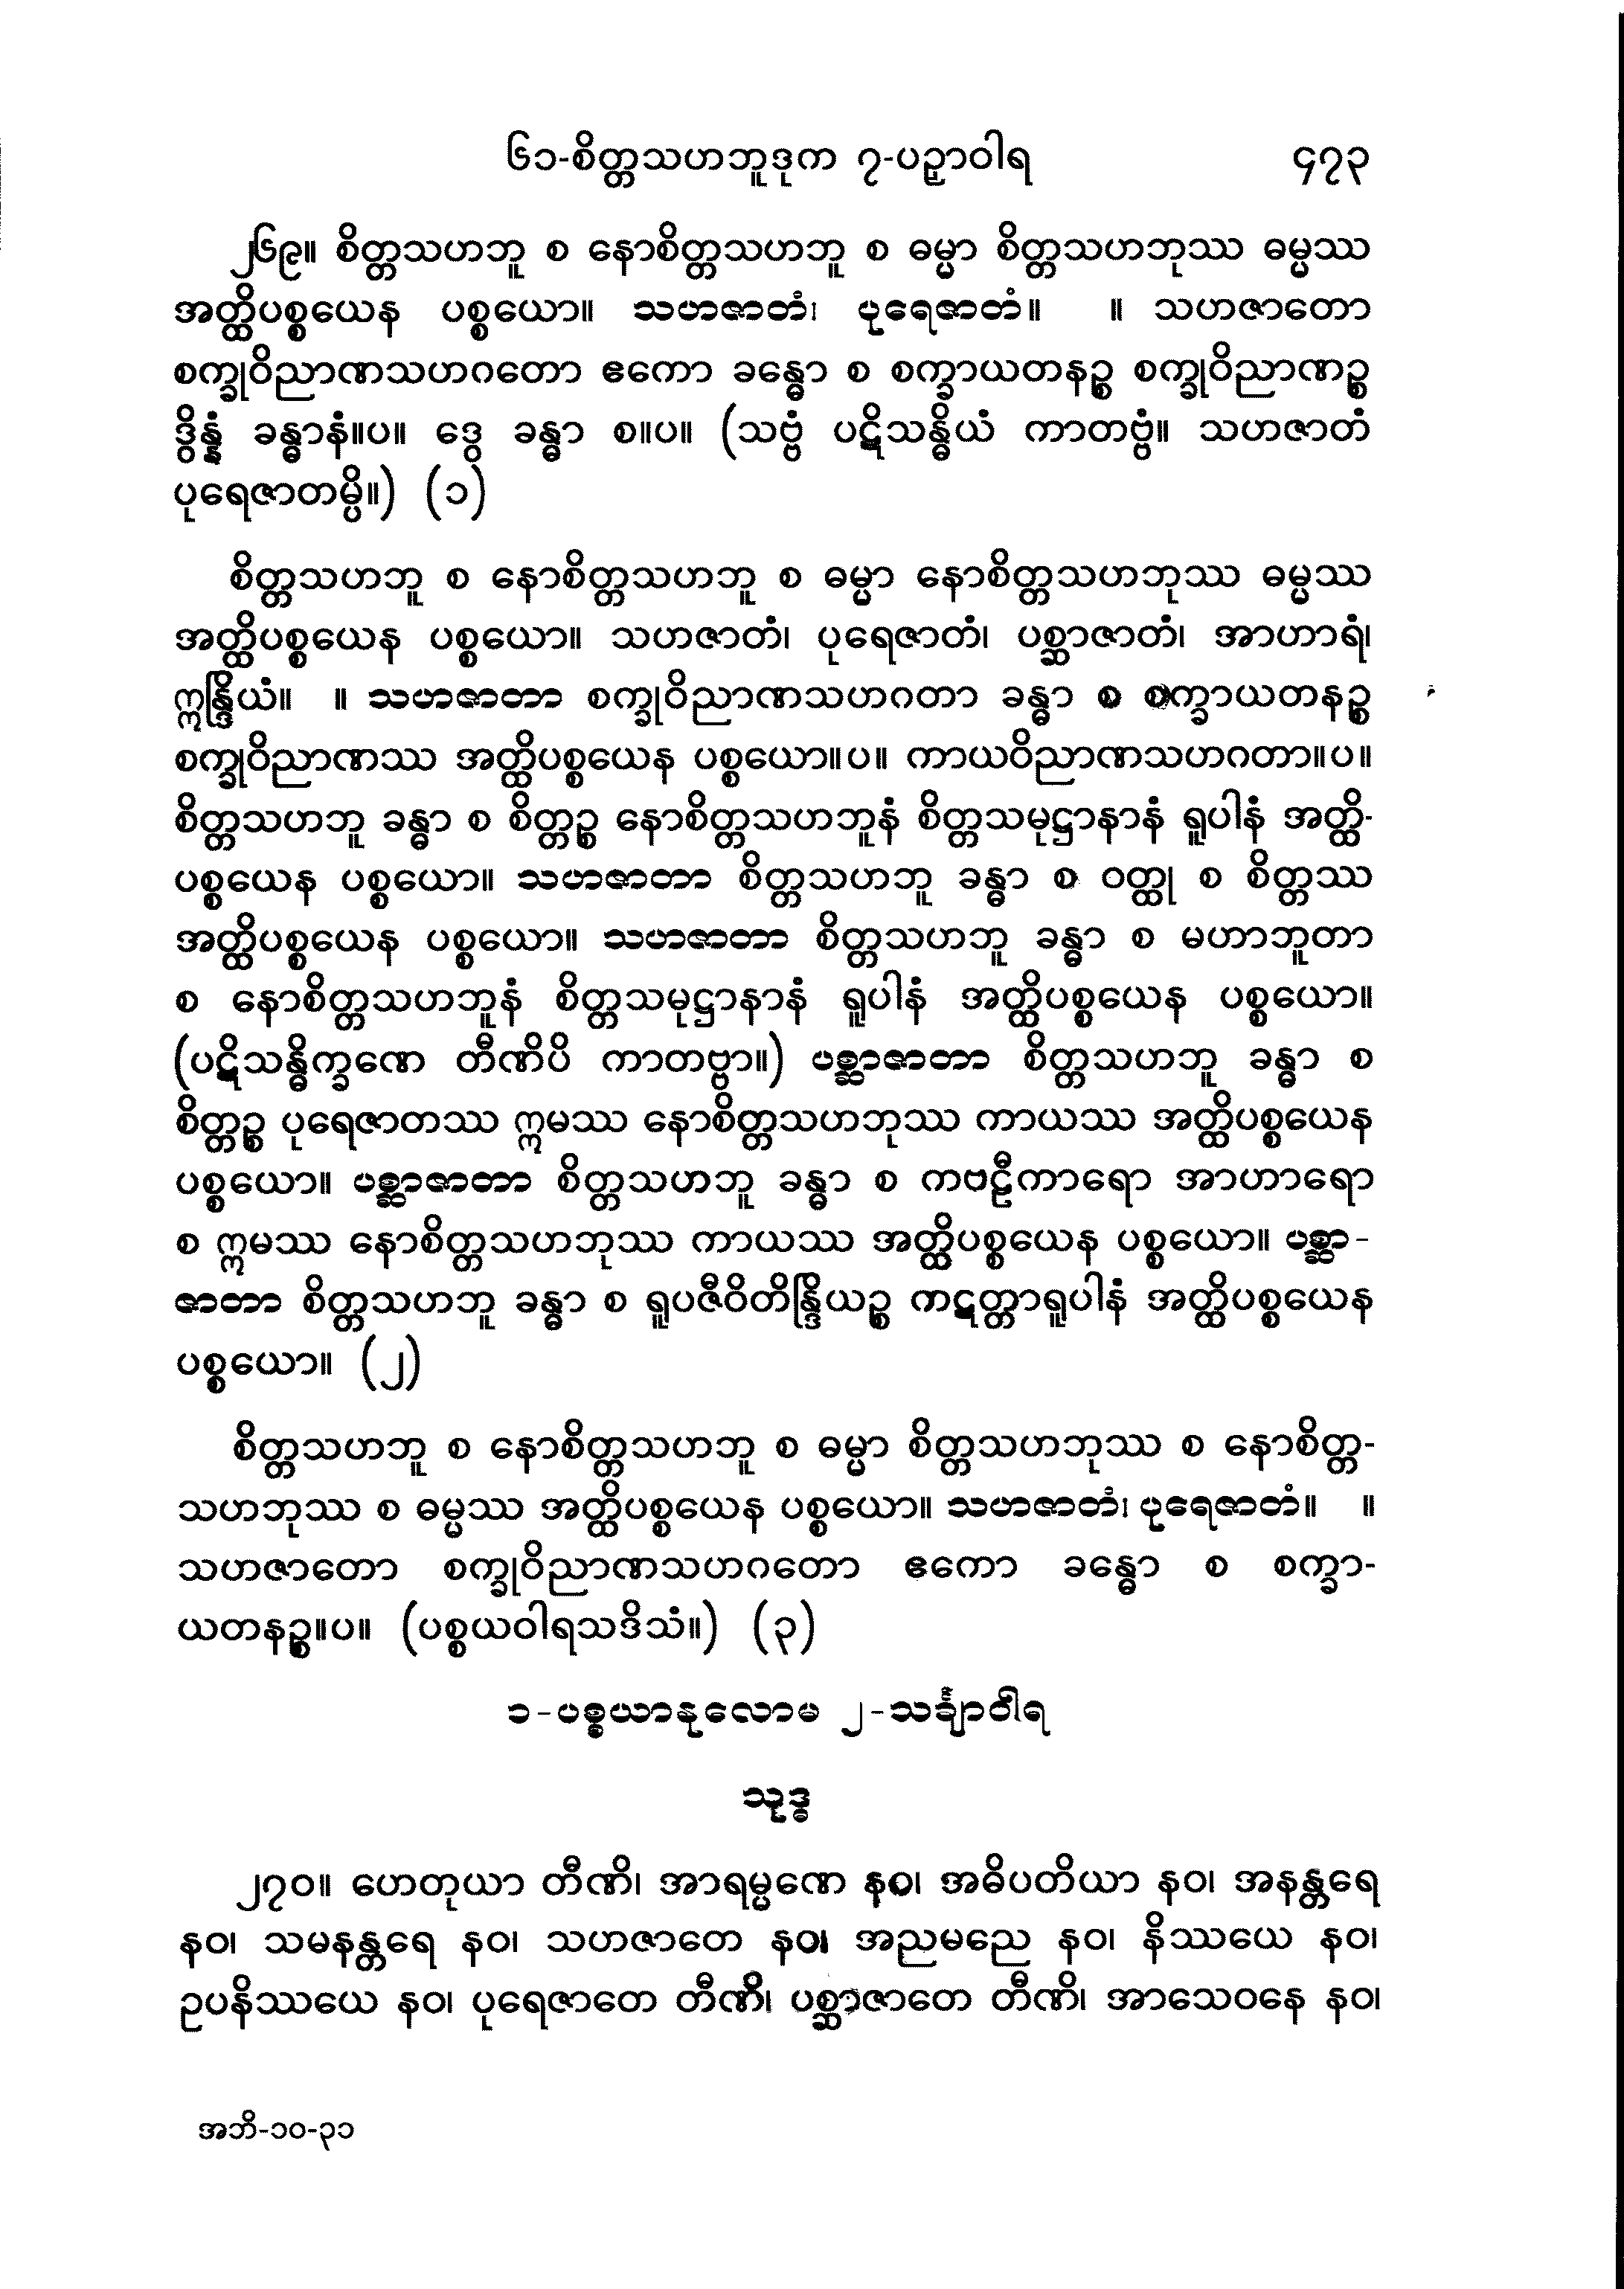 ၆၁-စိတ္တသဟဘူဒုက ၇-ပဉှာဝါရ ၄၇၃
၂၆၉။ စိတ္တသဟဘူ စ နောစိတ္တသဟဘူ စ ဓမ္မာ စိတ္တသဟဘုဿ ဓမ္မဿ
အတ္ထိပစ္စယေန ပစ္စယော။ သဟဇာတံ၊ ပုရေဇာတံ။ ။ သဟဇာတော
စက္ခုဝိညာဏသဟဂတော ဧကော ခန္ဓော စ စက္ခာယတနဉ္စ စက္ခုဝိညာဏဉ္စ
ဒွိန္နံ ခန္ဓာနံ။ပ။ ဒွေ ခန္ဓာ စ။ပ။ (သဗ္ဗံ ပဋိသန္ဓိယံ ကာတဗ္ဗံ။ သဟဇာတံ
ပုရေဇာတမ္ပိ။) (၁)
စိတ္တသဟဘူ စ နောစိတ္တသဟဘူ စ ဓမ္မာ နောစိတ္တသဟဘုဿ ဓမ္မဿ
အတ္ထိပစ္စယေန ပစ္စယော။ သဟဇာတံ၊ ပုရေဇာတံ၊ ပစ္ဆာဇာတံ၊ အာဟာရံ၊
ဣန္ဒြိယံ။ ။ သဟဇာတာ စက္ခုဝိညာဏသဟဂတာ ခန္ဓာ စ စက္ခာယတနဉ္စ
စက္ခုဝိညာဏဿ အတ္ထိပစ္စယေန ပစ္စယော။ပ။ ကာယဝိညာဏသဟဂတာ။ပ။
စိတ္တသဟဘူ ခန္ဓာ စ စိတ္တဉ္စ နောစိတ္တသဟဘူနံ စိတ္တသမုဋ္ဌာနာနံ ရူပါနံ အတ္ထိ-
ပစ္စယေန ပစ္စယော။ သဟဇာတာ စိတ္တသဟဘူ ခန္ဓာ စ ဝတ္ထု စ စိတ္တဿ
အတ္ထိပစ္စယေန ပစ္စယော။ သဟဇာတာ စိတ္တသဟဘူ ခန္ဓာ စ မဟာဘူတာ
စ နောစိတ္တသဟဘူနံ စိတ္တသမုဋ္ဌာနာနံ ရူပါနံ အတ္ထိပစ္စယေန ပစ္စယော။
(ပဋိသန္ဓိက္ခဏေ တီဏိပိ ကာတဗ္ဗာ။) ပစ္ဆာဇာတာ စိတ္တသဟဘူ ခန္ဓာ စ
စိတ္တဉ္စ ပုရေဇာတဿ ဣမဿ နောစိတ္တသဟဘုဿ ကာယဿ အတ္ထိပစ္စယေန
ပစ္စယော။ ပစ္ဆာဇာတာ စိတ္တသဟဘူ ခန္ဓာ စ ကဗဠီကာရော အာဟာရော
စ ဣမဿ နောစိတ္တသဟဘုဿ ကာယဿ အတ္ထိပစ္စယေန ပစ္စယော။ ပစ္ဆာ-
ဇာတာ စိတ္တသဟဘူ ခန္ဓာ စ ရူပဇီဝိတိန္ဒြိယဉ္စ ကဋတ္တာရူပါနံ အတ္ထိပစ္စယေန
ပစ္စယော။ (၂)
စိတ္တသဟဘူ စ နောစိတ္တသဟဘူ စ ဓမ္မာ စိတ္တသဟဘုဿ စ နောစိတ္တ-
သဟဘုဿ စ ဓမ္မဿ အတ္ထိပစ္စယေန ပစ္စယော။ သဟဇာတံ၊ ပုရေဇာတံ။ ။
သဟဇာတော စက္ခုဝိညာဏသဟဂတော ဧကော ခန္ဓော စ စက္ခာ-
ယတနဉ္စ။ပ။ (ပစ္စယဝါရသဒိသံ။) (၃)
၁-ပစ္စယာနုလောမ ၂-သင်္ချာဝါရ
သုဒ္ဓ
၂၇၀။ ဟေတုယာ တီဏိ၊ အာရမ္မဏေ နဝ၊ အဓိပတိယာ နဝ၊ အနန္တရေ
နဝ၊ သမနန္တရေ နဝ၊ သဟဇာတေ နဝ၊ အညမညေ နဝ၊ နိဿယေ နဝ၊
ဥပနိဿယေ နဝ၊ ပုရေဇာတေ တီဏိ၊ ပစ္ဆာဇာတေ တီဏိ၊ အာသေဝနေ နဝ၊
အဘိ-၁၀-၃၁